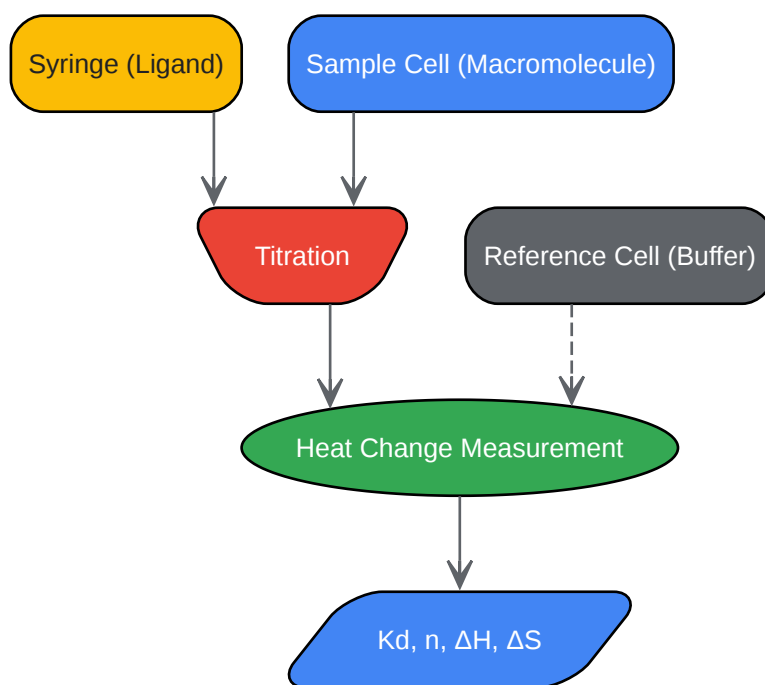 Syringe (Ligand)
Sample Cell (Macromolecule)
Titration
Reference Cell (Buffer)
Heat Change Measurement
Kd, n, ΔH, ΔS